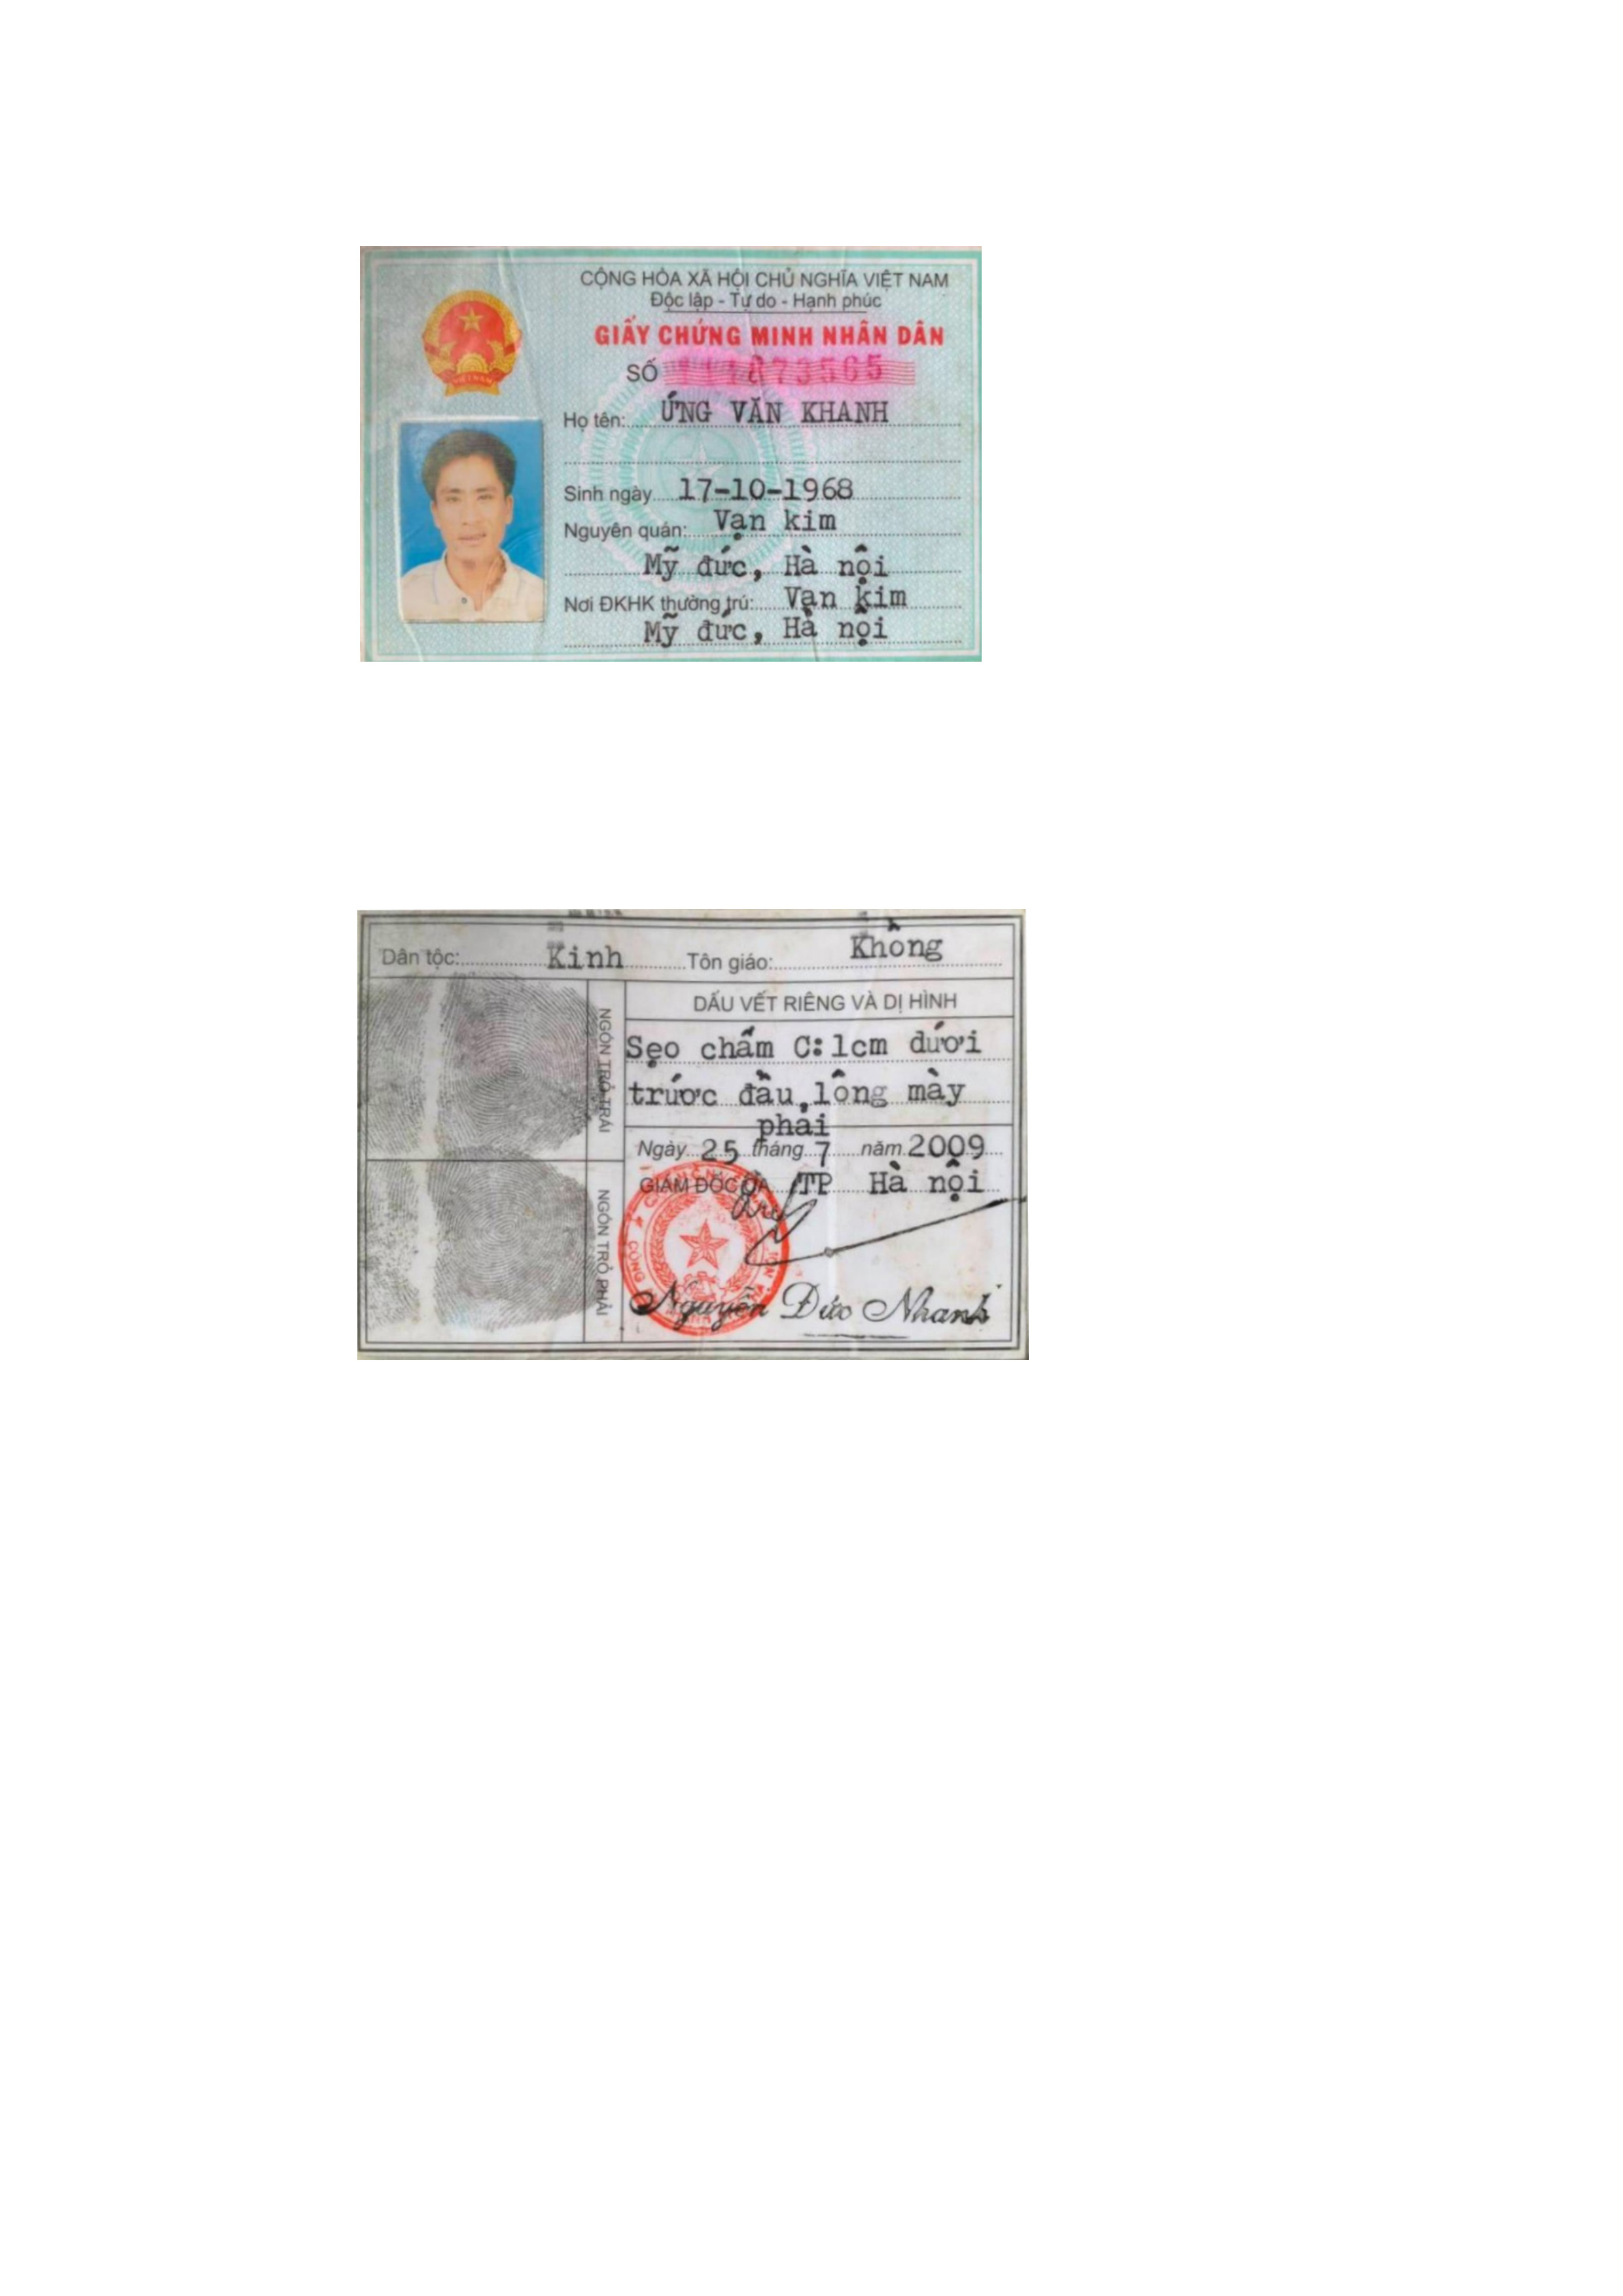 CỘNG HÒA XÃ HỘI CHỦ NGHĨA VIỆT NAM
Độc lập - Tự do - Hạnh phúc
GIẤY CHỨNG MINH NHÂN DÂN
SỐ
Họ tên: ỨNG VĂN KHANH
Sinh ngày 17-10-1968
Nguyên quán: Vạn kim
Mỹ đức, Hà nội
Nơi ĐKHK thường trú: Vạn kim
Mỹ đức, Hà nội
Dân tộc: Kinh Tôn giáo: Không
NGÓN TRỎ TRÁI
NGÓN TRỎ PHẢI
DẤU VẾT RIÊNG VÀ DỊ HÌNH
Sẹo chấm C:1cm dưới
trước đầu lông mày
phải
Ngày 25 tháng 7 năm 2009
GIÁM ĐỐC CA TP Hà nội
Nguyễn Đức Nhanh